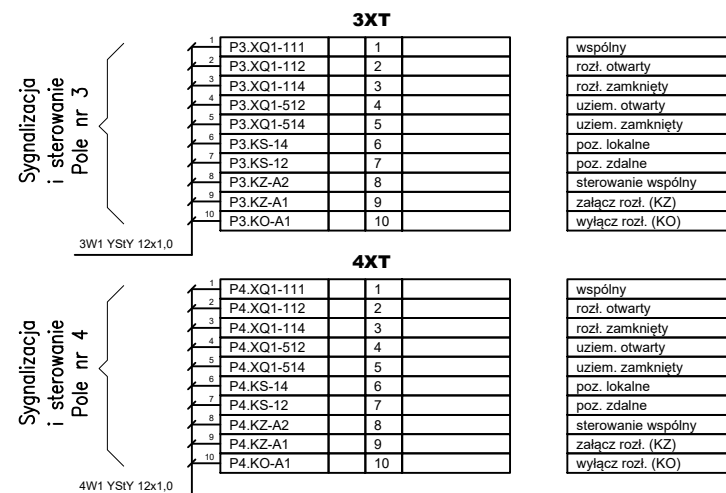 3XT
Sygnalizacja
i sterowanie
Pole nr 3
1 P3.XQ1-111 1 wspólny
2 P3.XQ1-112 2 rozł. otwarty
3 P3.XQ1-114 3 rozł. zamknięty
4 P3.XQ1-512 4 uziem. otwarty
5 P3.XQ1-514 5 uziem. zamknięty
6 P3.KS-14 6 poz. lokalne
7 P3.KS-12 7 poz. zdalne
8 P3.KZ-A2 8 sterowanie wspólny
9 P3.KZ-A1 9 załącz rozł. (KZ)
10 P3.KO-A1 10 wyłącz rozł. (KO)
3W1 YStY 12x1,0
4XT
Sygnalizacja
i sterowanie
Pole nr 4
1 P4.XQ1-111 1 wspólny
2 P4.XQ1-112 2 rozł. otwarty
3 P4.XQ1-114 3 rozł. zamknięty
4 P4.XQ1-512 4 uziem. otwarty
5 P4.XQ1-514 5 uziem. zamknięty
6 P4.KS-14 6 poz. lokalne
7 P4.KS-12 7 poz. zdalne
8 P4.KZ-A2 8 sterowanie wspólny
9 P4.KZ-A1 9 załącz rozł. (KZ)
10 P4.KO-A1 10 wyłącz rozł. (KO)
4W1 YStY 12x1,0